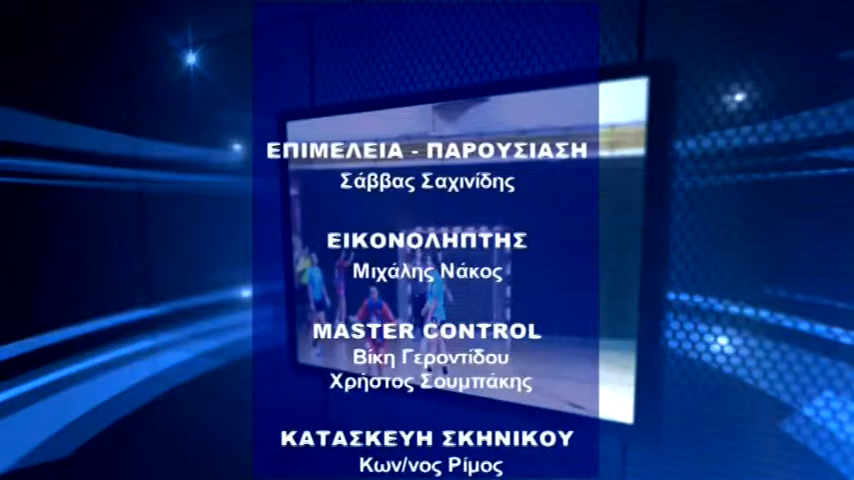 ΕΠΙΜΕΛΕΙΑ - ΠΑΡΟΥΣΙΑΣΗ
Σάββας Σαχινίδης
ΕΙΚΟΝΟΛΗΠΤΗΣ
Μιχάλης Νάκος
MASTER CONTROL
Βίκη Γεροντίδου
Χρήστος Σουμπάκης
ΚΑΤΑΣΚΕΥΗ ΣΚΗΝΙΚΟΥ
Κων/νος Ρίμος